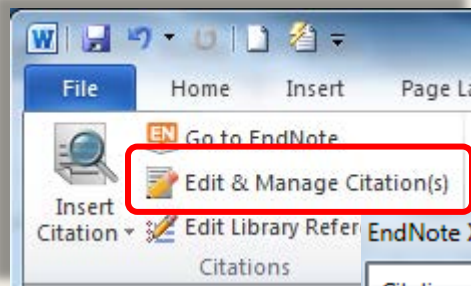 W
File Home Insert Page La
EN Go to EndNote
Edit & Manage Citation(s)
Insert
Citation
Edit Library Refer
EndNote X
Citations